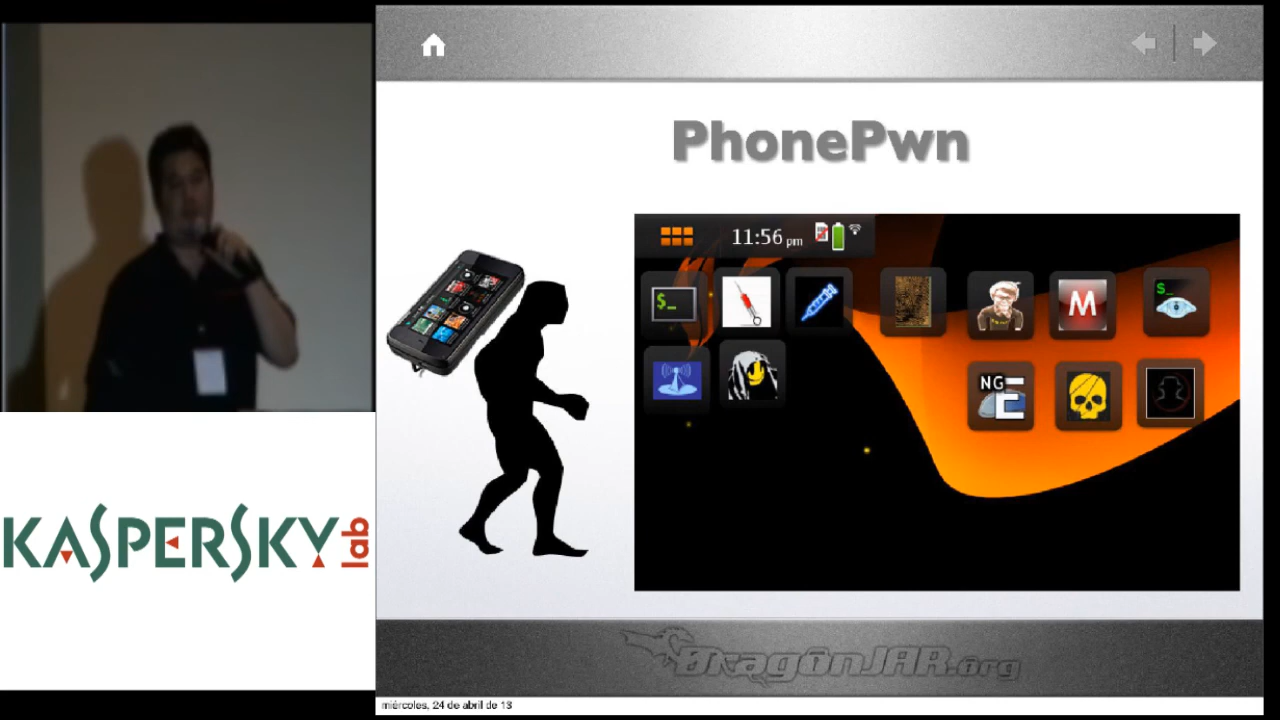 PhonePwn
11:56 pm
$_
M
$_
NG
E
KASPERSKY lab
DRagonJAR.org
miércoles, 24 de abril de 13